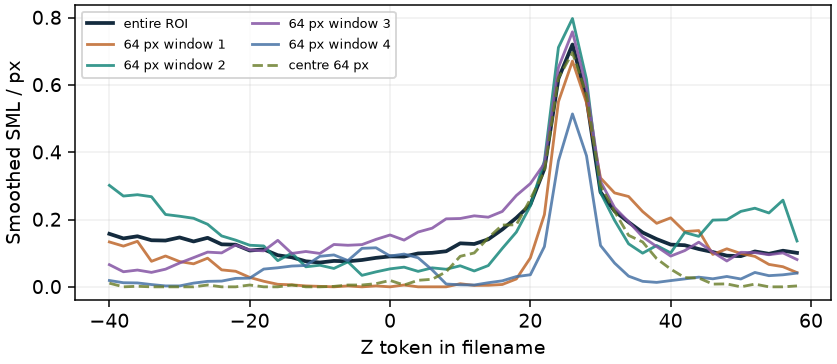 0.8
0.6
0.4
0.2
0.0
Smoothed SML / px
entire ROI
64 px window 1
64 px window 2
64 px window 3
64 px window 4
centre 64 px
−40 −20 0 20 40 60
Z token in filename